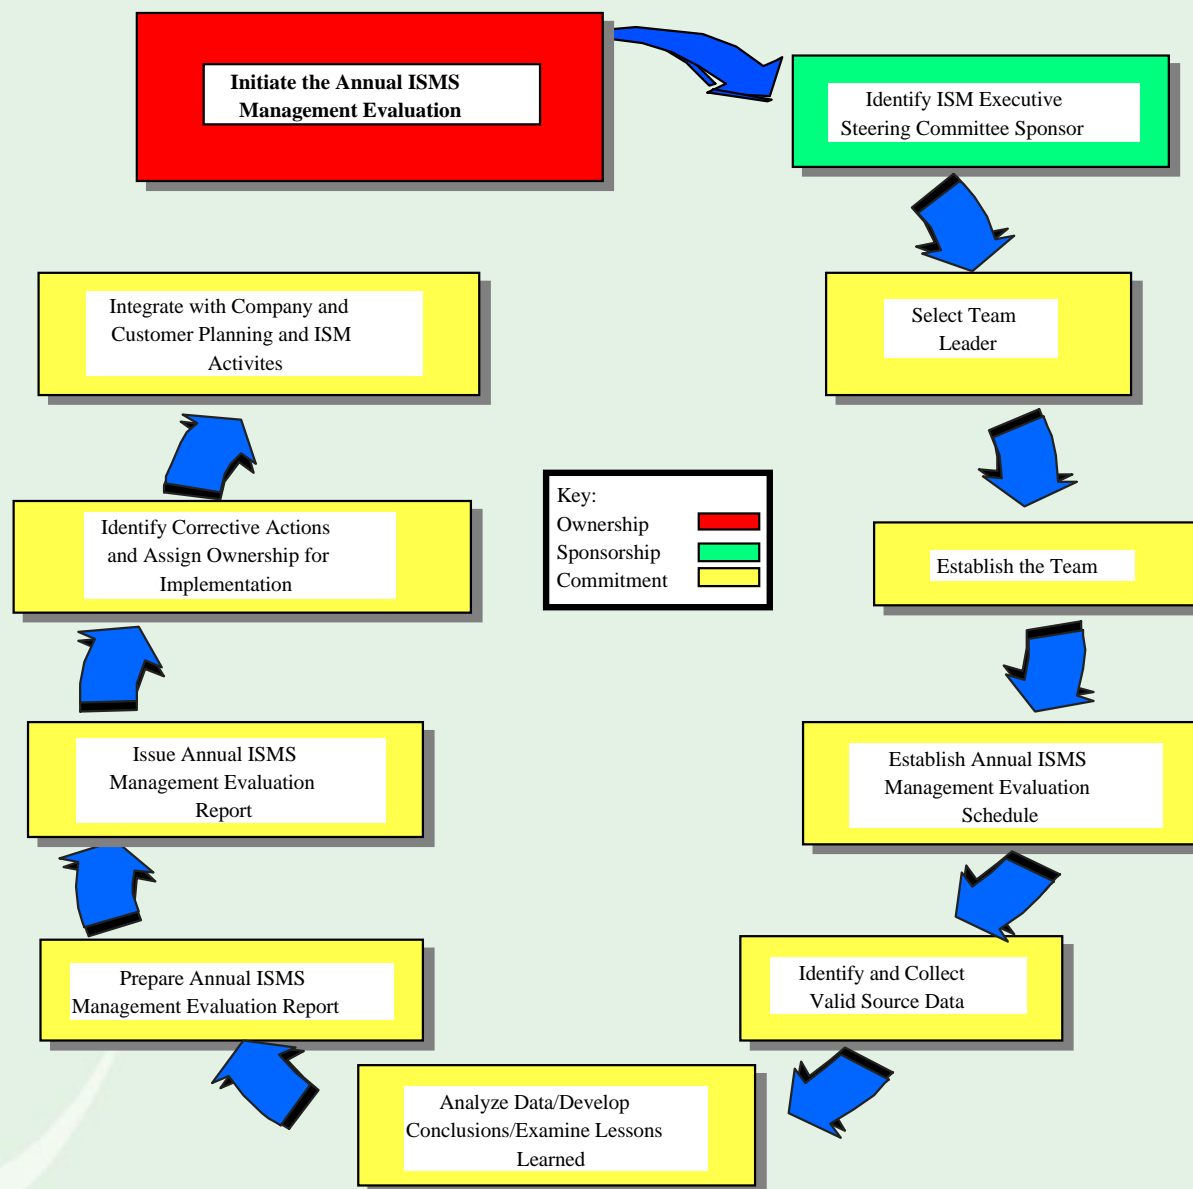 Initiate the Annual ISMS
Management Evaluation
Identify ISM Executive
Steering Committee Sponsor
Select Team
Leader
Establish the Team
Establish Annual ISMS
Management Evaluation
Schedule
Identify and Collect
Valid Source Data
Analyze Data/Develop
Conclusions/Examine Lessons
Learned
Prepare Annual ISMS
Management Evaluation Report
Issue Annual ISMS
Management Evaluation
Report
Identify Corrective Actions
and Assign Ownership for
Implementation
Integrate with Company and
Customer Planning and ISM
Activites
Key:
Ownership
Sponsorship
Commitment